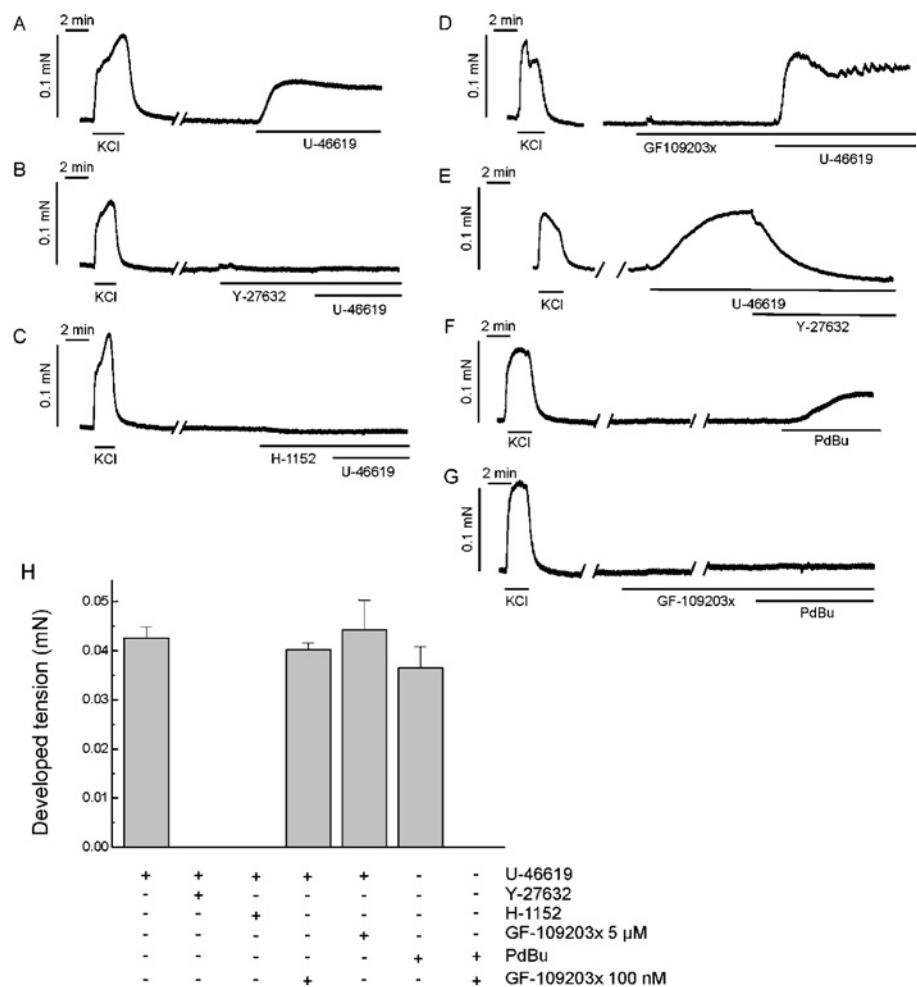 A
2 min
0.1 mN
KCl
U-46619
B
2 min
0.1 mN
KCl
Y-27632
U-46619
C
2 min
0.1 mN
KCl
H-1152
U-46619
D
2 min
0.1 mN
KCl
GF109203x
U-46619
E
2 min
0.1 mN
KCl
U-46619
Y-27632
F
2 min
0.1 mN
KCl
PdBu
G
2 min
0.1 mN
KCl
GF-109203x
PdBu
H
Developed tension (mN)
0.05
0.04
0.03
0.02
0.01
0.00
+ + + + + - - U-46619
- + - - - - - Y-27632
- - + - - - - H-1152
- - - - + - - GF-109203x 5 µM
- - - - - + + PdBu
- - - + - - + GF-109203x 100 nM